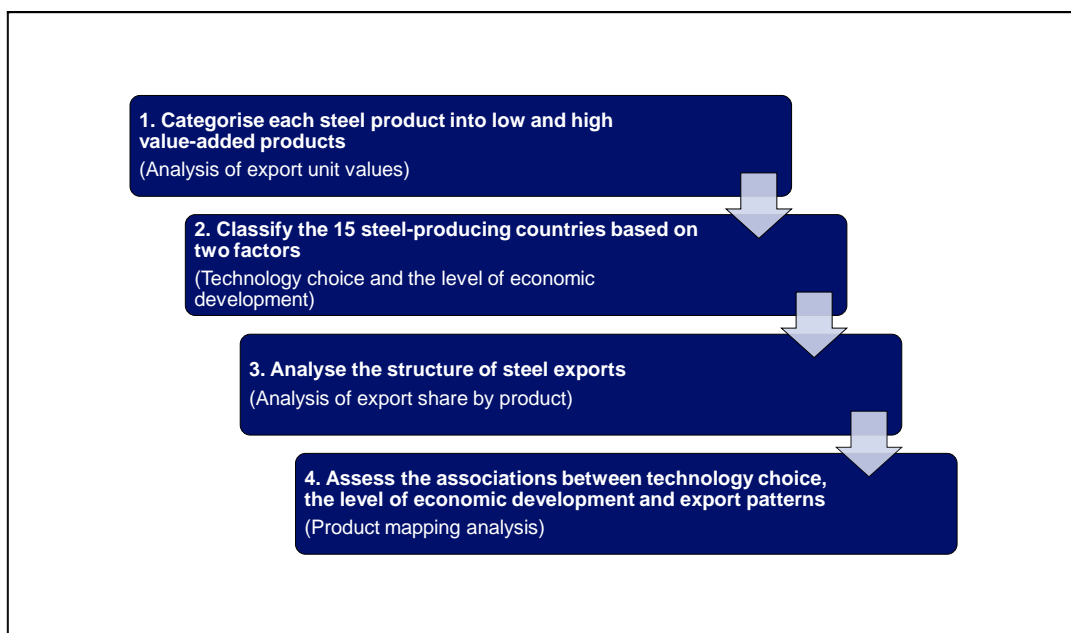 1. Categorise each steel product into low and high
value-added products
(Analysis of export unit values)
2. Classify the 15 steel-producing countries based on
two factors
(Technology choice and the level of economic
development)
3. Analyse the structure of steel exports
(Analysis of export share by product)
4. Assess the associations between technology choice,
the level of economic development and export patterns
(Product mapping analysis)